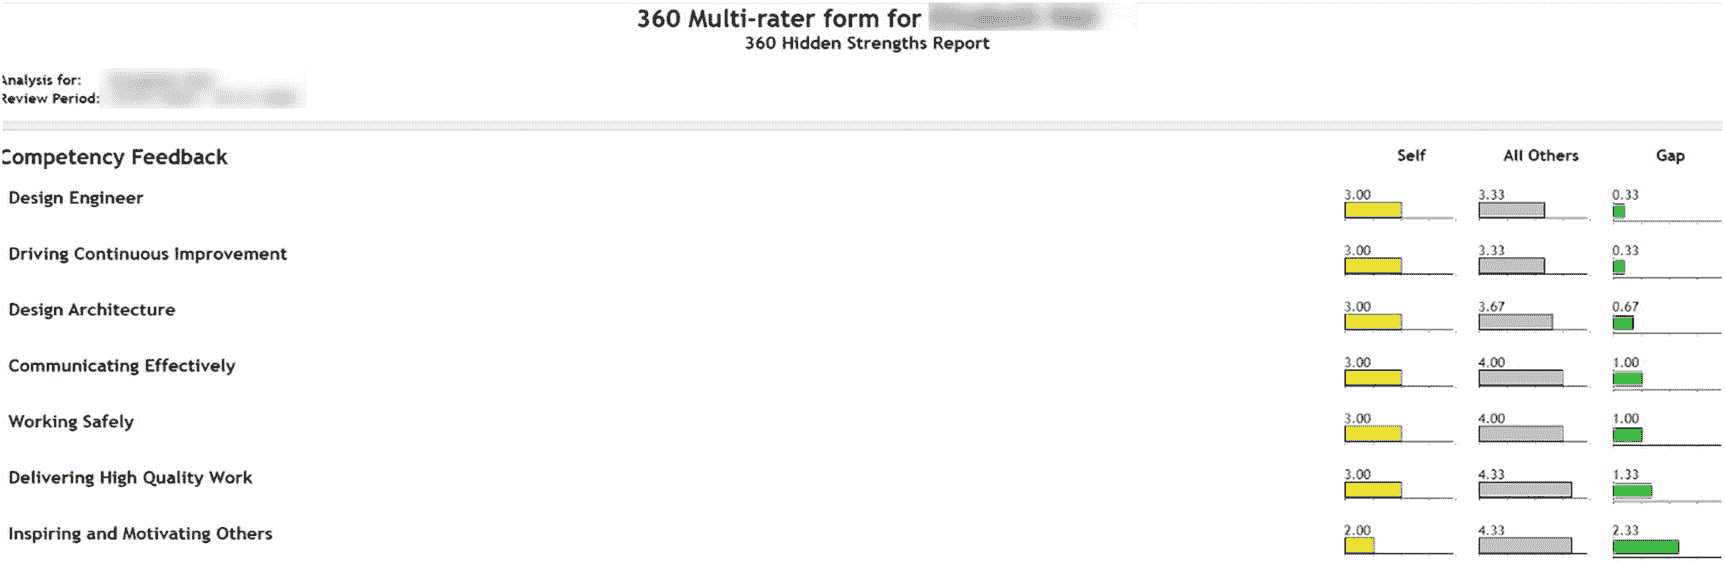 360 Multi-rater form for
360 Hidden Strengths Report
Analysis for:
Review Period:
Competency Feedback Self All Others Gap
Design Engineer 3.00 3.33 0.33
Driving Continuous Improvement 3.00 3.33 0.33
Design Architecture 3.00 3.67 0.67
Communicating Effectively 3.00 4.00 1.00
Working Safely 3.00 4.00 1.00
Delivering High Quality Work 3.00 4.33 1.33
Inspiring and Motivating Others 2.00 4.33 2.33